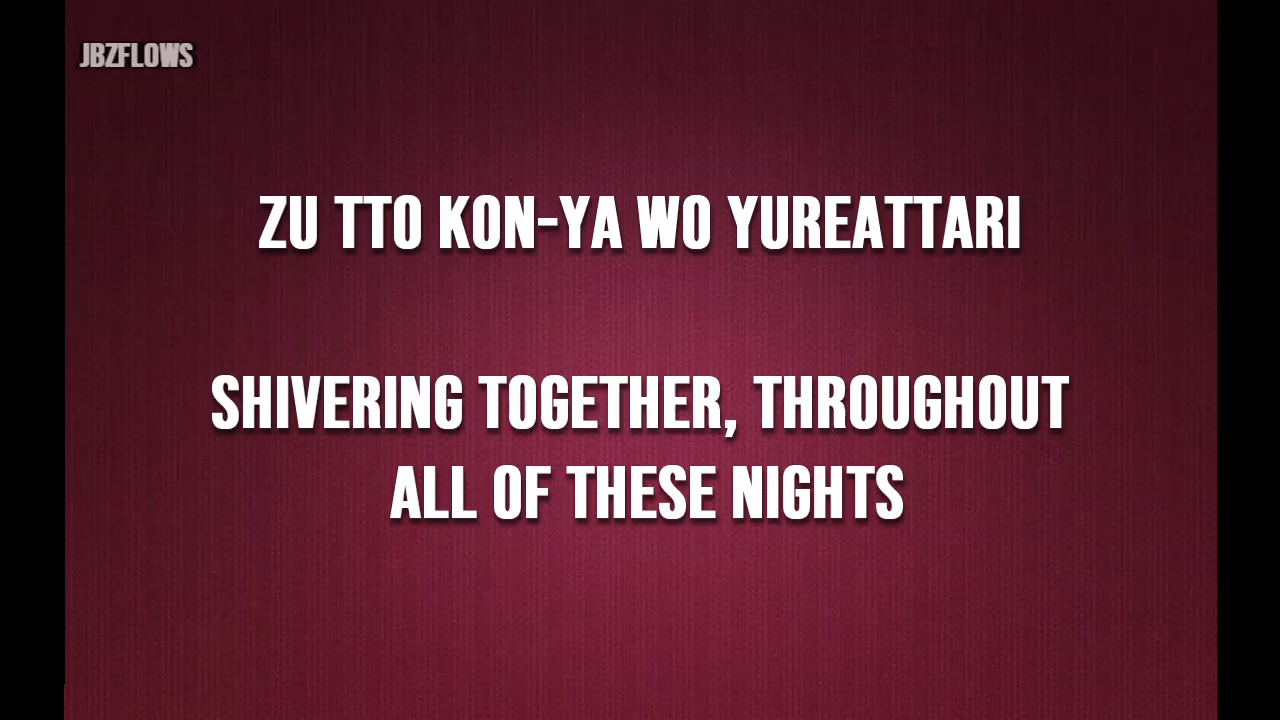 JBZFLOWS
ZU TTO KON-YA WO YUREATTARI
SHIVERING TOGETHER, THROUGHOUT
ALL OF THESE NIGHTS